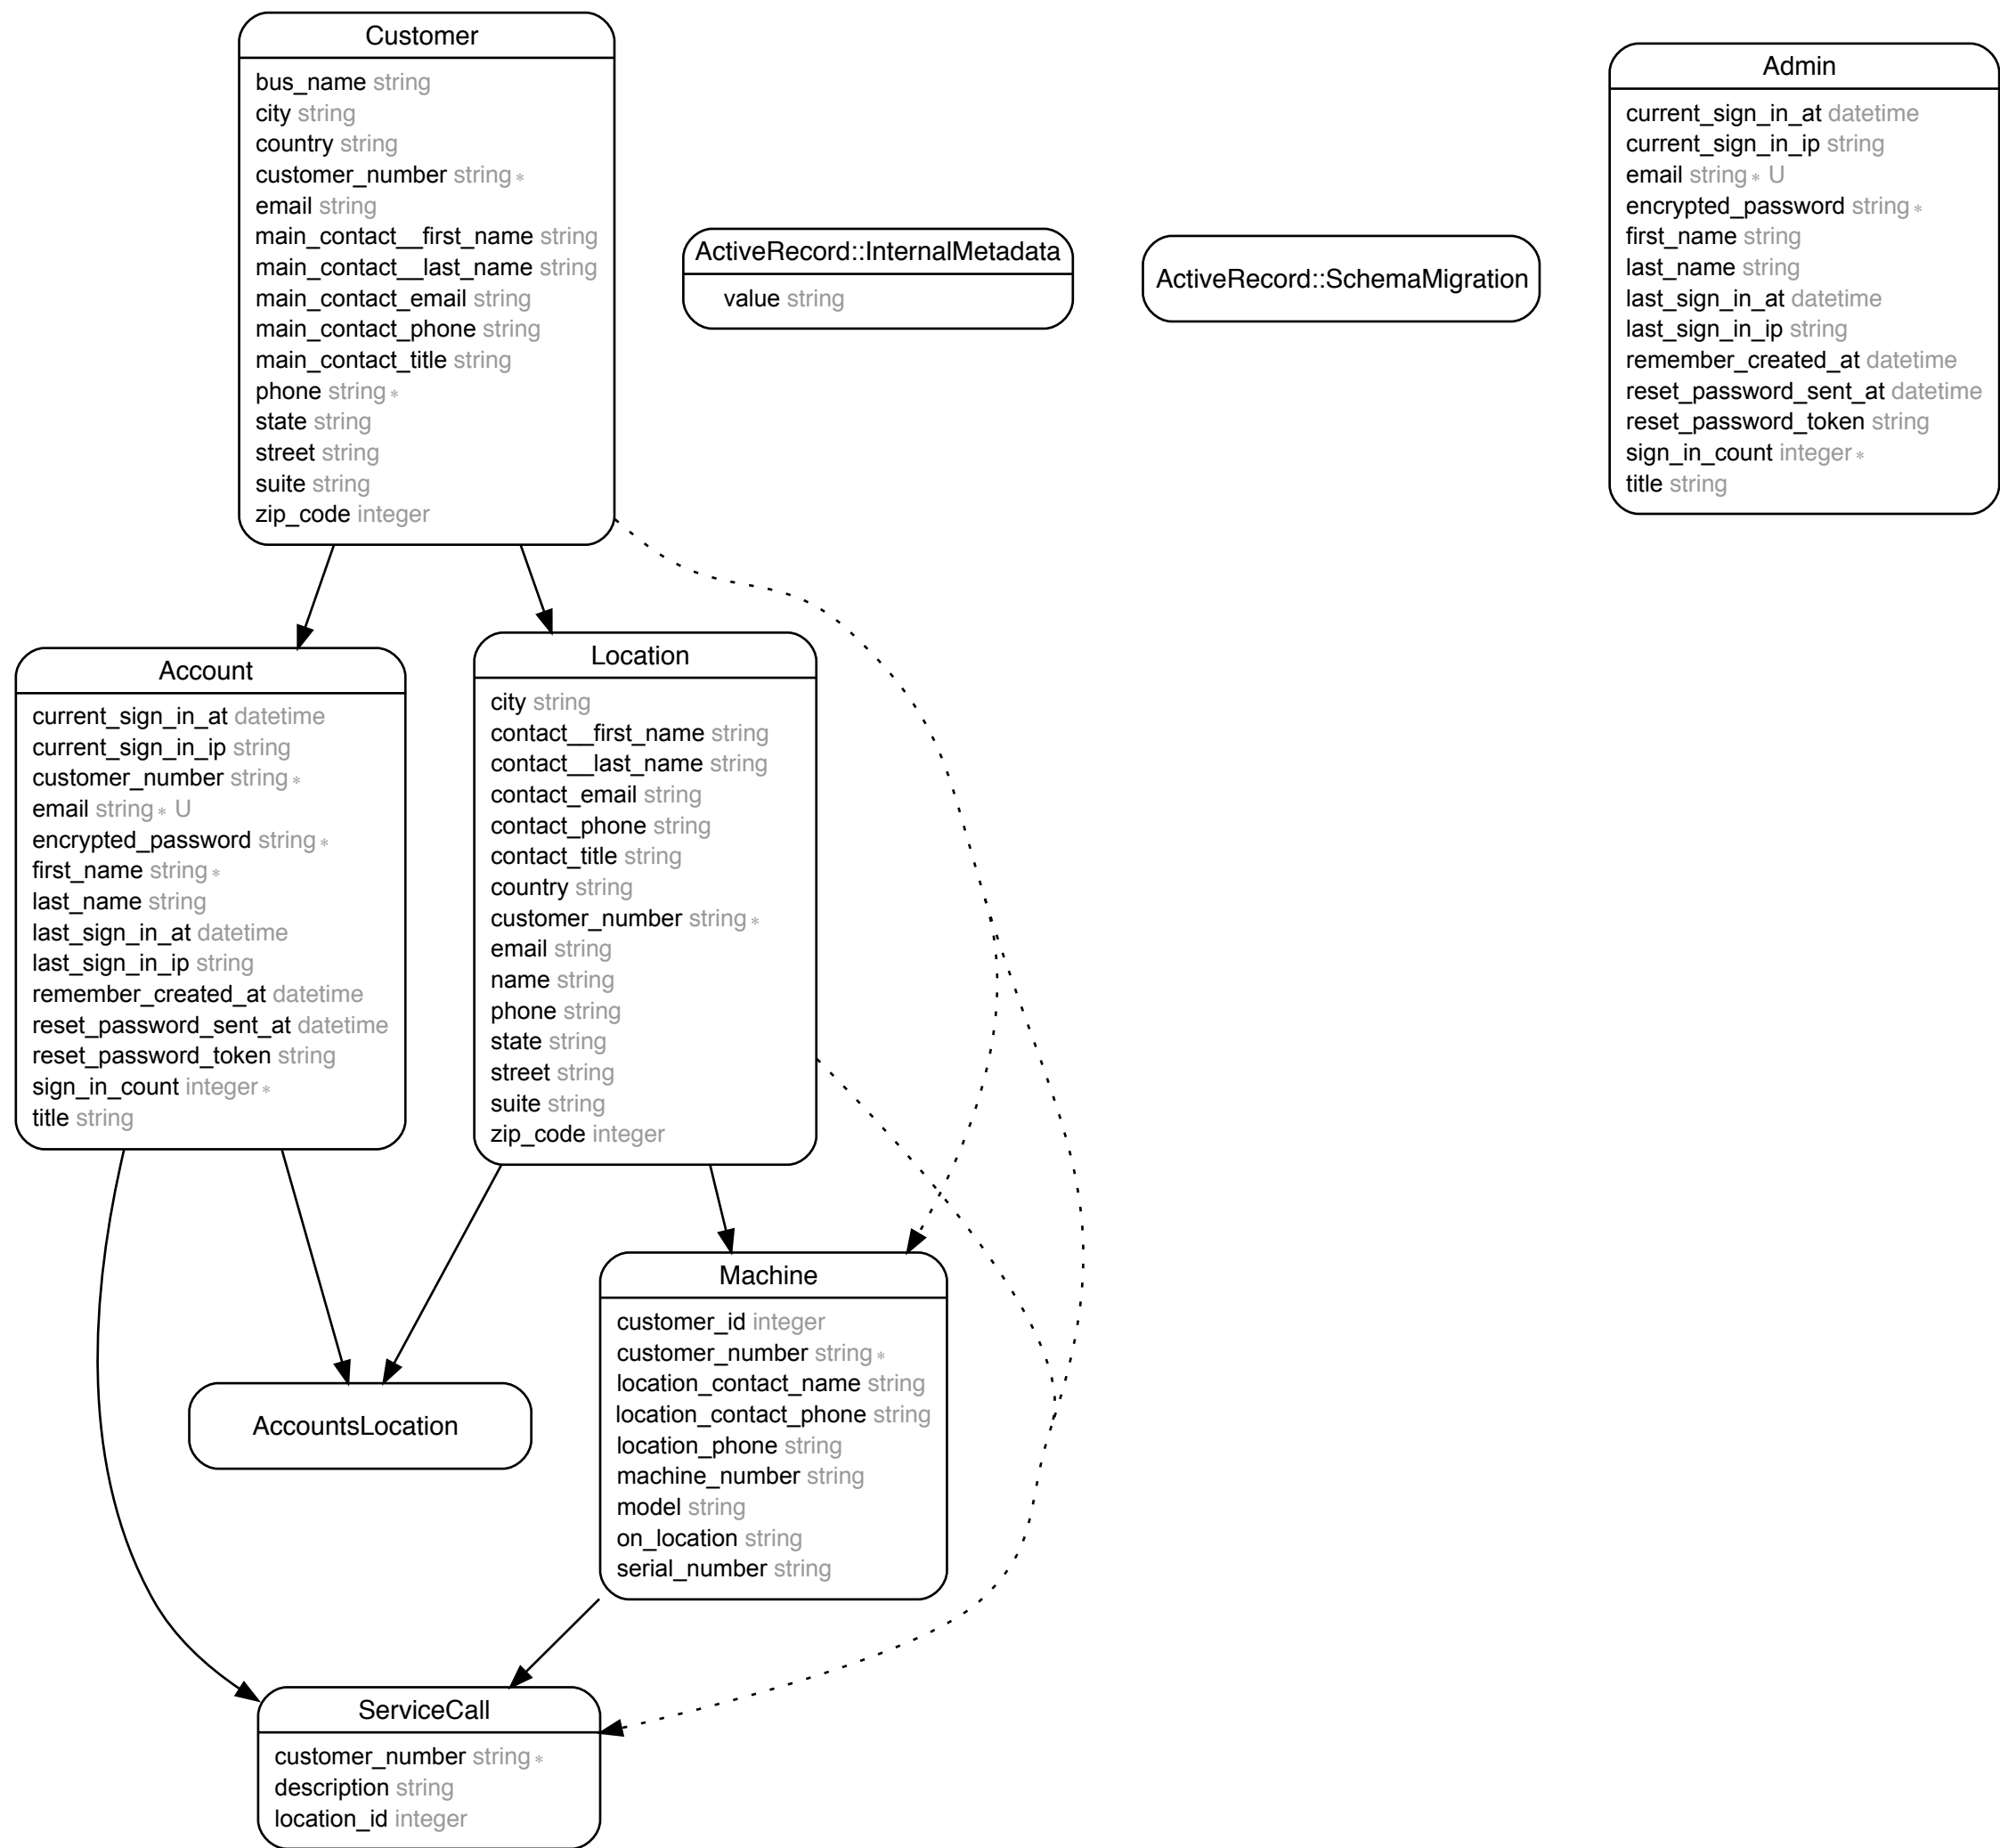 Customer
bus_name string
city string
country string
customer_number string *
email string
main_contact__first_name string
main_contact__last_name string
main_contact_email string
main_contact_phone string
main_contact_title string
phone string *
state string
street string
suite string
zip_code integer
ActiveRecord::InternalMetadata
value string
ActiveRecord::SchemaMigration
Admin
current_sign_in_at datetime
current_sign_in_ip string
email string * U
encrypted_password string *
first_name string
last_name string
last_sign_in_at datetime
last_sign_in_ip string
remember_created_at datetime
reset_password_sent_at datetime
reset_password_token string
sign_in_count integer *
title string
Account
current_sign_in_at datetime
current_sign_in_ip string
customer_number string *
email string * U
encrypted_password string *
first_name string *
last_name string
last_sign_in_at datetime
last_sign_in_ip string
remember_created_at datetime
reset_password_sent_at datetime
reset_password_token string
sign_in_count integer *
title string
Location
city string
contact__first_name string
contact__last_name string
contact_email string
contact_phone string
contact_title string
country string
customer_number string *
email string
name string
phone string
state string
street string
suite string
zip_code integer
Machine
customer_id integer
customer_number string *
location_contact_name string
location_contact_phone string
location_phone string
machine_number string
model string
on_location string
serial_number string
AccountsLocation
ServiceCall
customer_number string *
description string
location_id integer